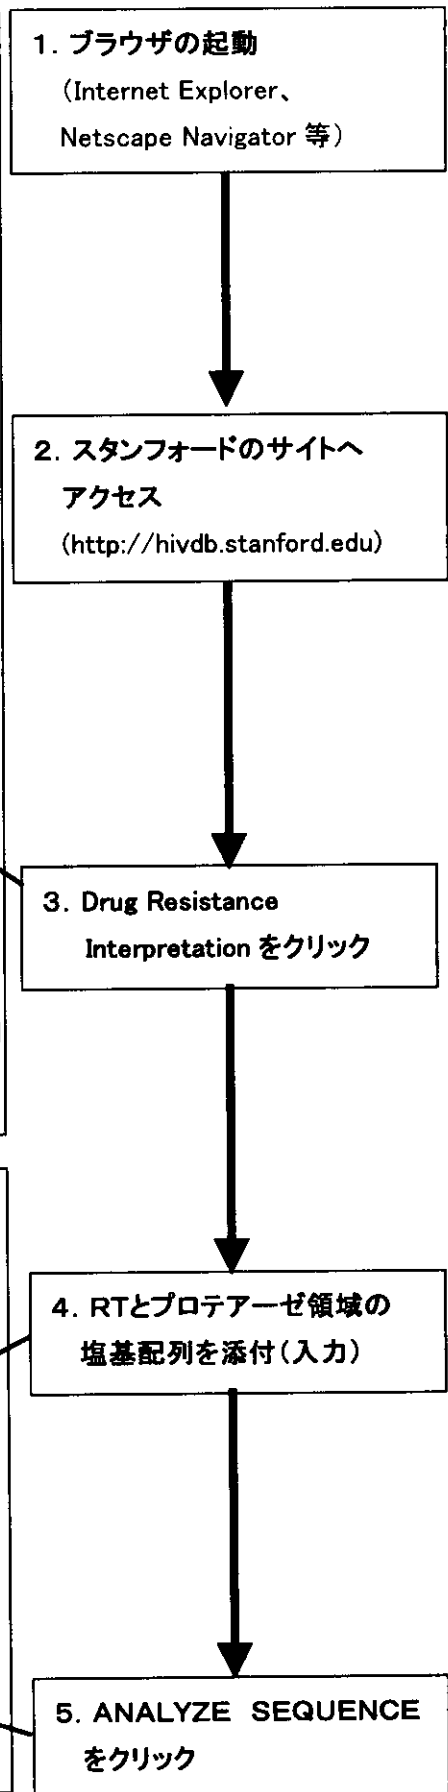 1. ブラウザの起動
(Internet Explorer、
Netscape Navigator 等)
2. スタンフォードのサイトへ
アクセス
(http://hivdb.stanford.edu)
3. Drug Resistance
Interpretation をクリック
4. RTとプロテアーゼ領域の
塩基配列を添付(入力)
5. ANALYZE SEQUENCE
をクリック